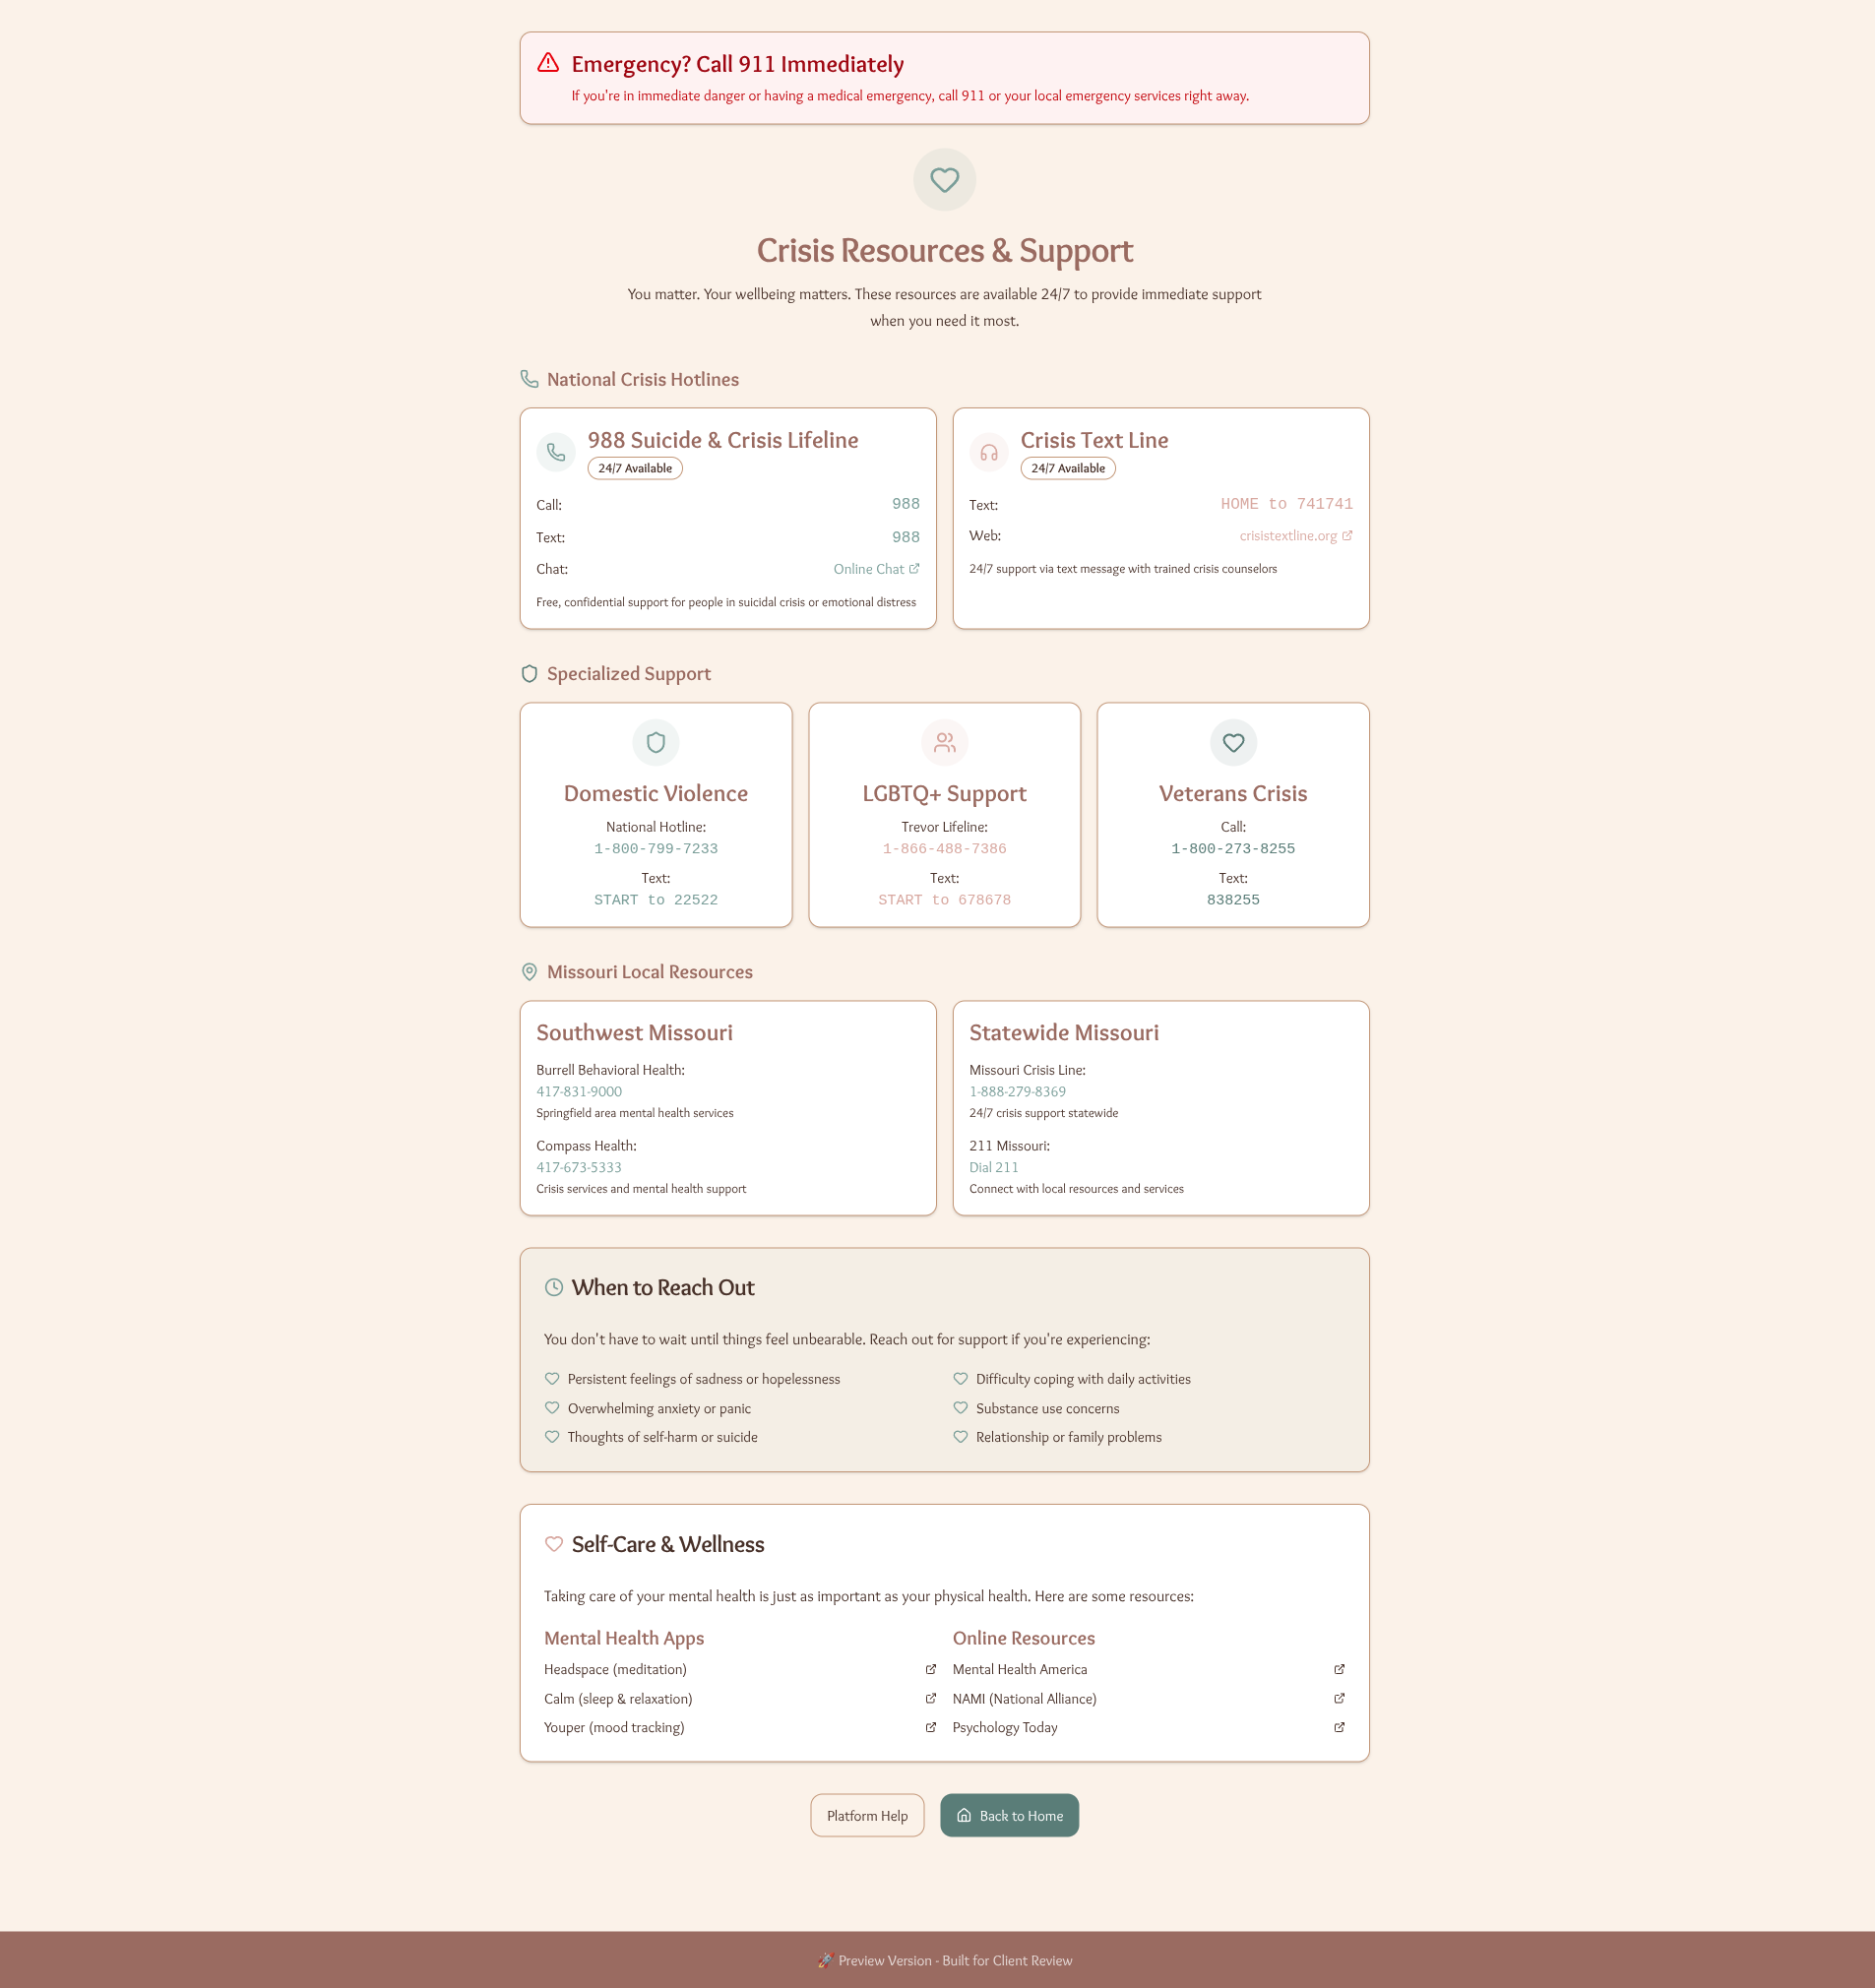 Emergency? Call 911 Immediately
If you're in immediate danger or having a medical emergency, call 911 or your local emergency services right away.
Crisis Resources & Support
You matter. Your wellbeing matters. These resources are available 24/7 to provide immediate support
when you need it most.
National Crisis Hotlines
988 Suicide & Crisis Lifeline
24/7 Available
Call: 988
Text: 988
Chat: Online Chat
Free, confidential support for people in suicidal crisis or emotional distress
Crisis Text Line
24/7 Available
Text: HOME to 741741
Web: crisistextline.org
24/7 support via text message with trained crisis counselors
Specialized Support
Domestic Violence
National Hotline:
1-800-799-7233
Text:
START to 22522
LGBTQ+ Support
Trevor Lifeline:
1-866-488-7386
Text:
START to 678678
Veterans Crisis
Call:
1-800-273-8255
Text:
838255
Missouri Local Resources
Southwest Missouri
Burrell Behavioral Health:
417-831-9000
Springfield area mental health services
Compass Health:
417-673-5333
Crisis services and mental health support
Statewide Missouri
Missouri Crisis Line:
1-888-279-8369
24/7 crisis support statewide
211 Missouri:
Dial 211
Connect with local resources and services
When to Reach Out
You don't have to wait until things feel unbearable. Reach out for support if you're experiencing:
Persistent feelings of sadness or hopelessness
Overwhelming anxiety or panic
Thoughts of self-harm or suicide
Difficulty coping with daily activities
Substance use concerns
Relationship or family problems
Self-Care & Wellness
Taking care of your mental health is just as important as your physical health. Here are some resources:
Mental Health Apps
Headspace (meditation)
Calm (sleep & relaxation)
Youper (mood tracking)
Online Resources
Mental Health America
NAMI (National Alliance)
Psychology Today
Platform Help
Back to Home
🚀 Preview Version - Built for Client Review